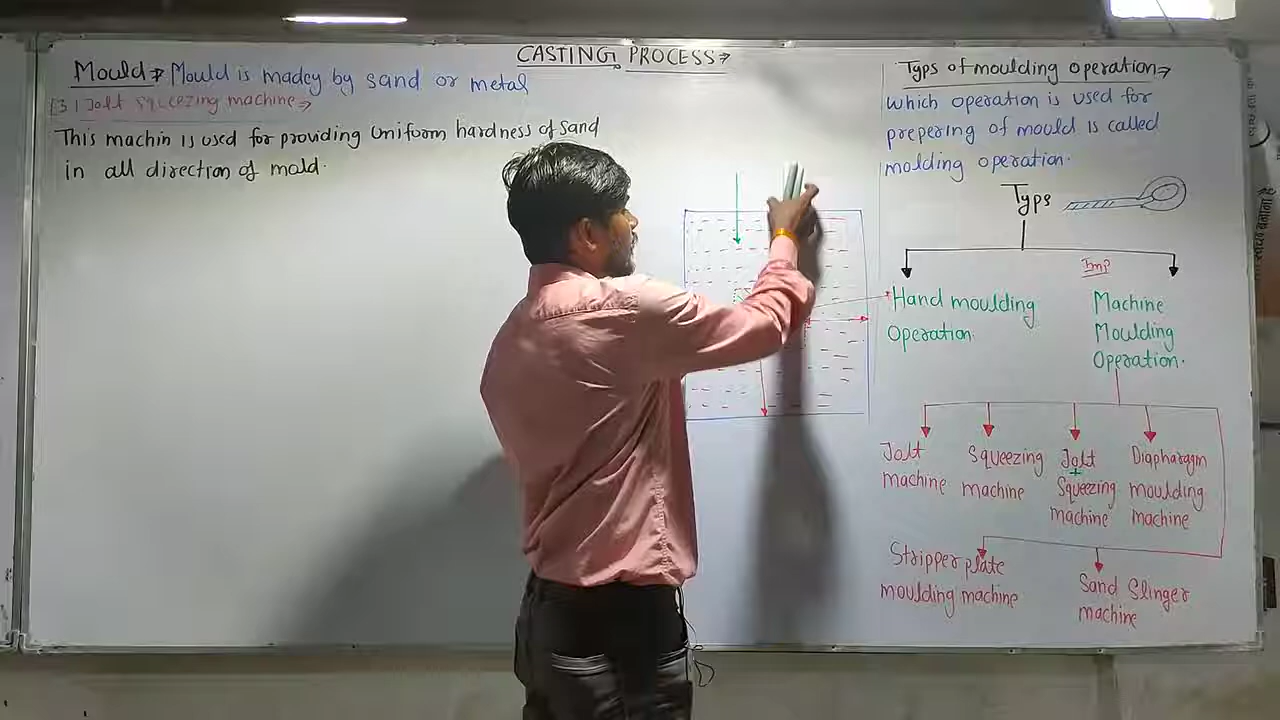 CASTING PROCESS→
Mould→ Mould is madey by sand or metal
[3] Jolt Squeezing machine→
This machin is used for providing Uniform hardness of sand
in all direction of mold.
Typs of moulding operation→
which operation is used for
prepering of mould is called
molding operation.
Typs
Imp
Hand moulding
Operation
Machine
Moulding
Operation.
Jolt
machine
Squeezing
machine
Jolt
+
Squeezing
machine
Diapharagm
moulding
machine
Stripper plate
moulding machine
Sand Slinger
machine